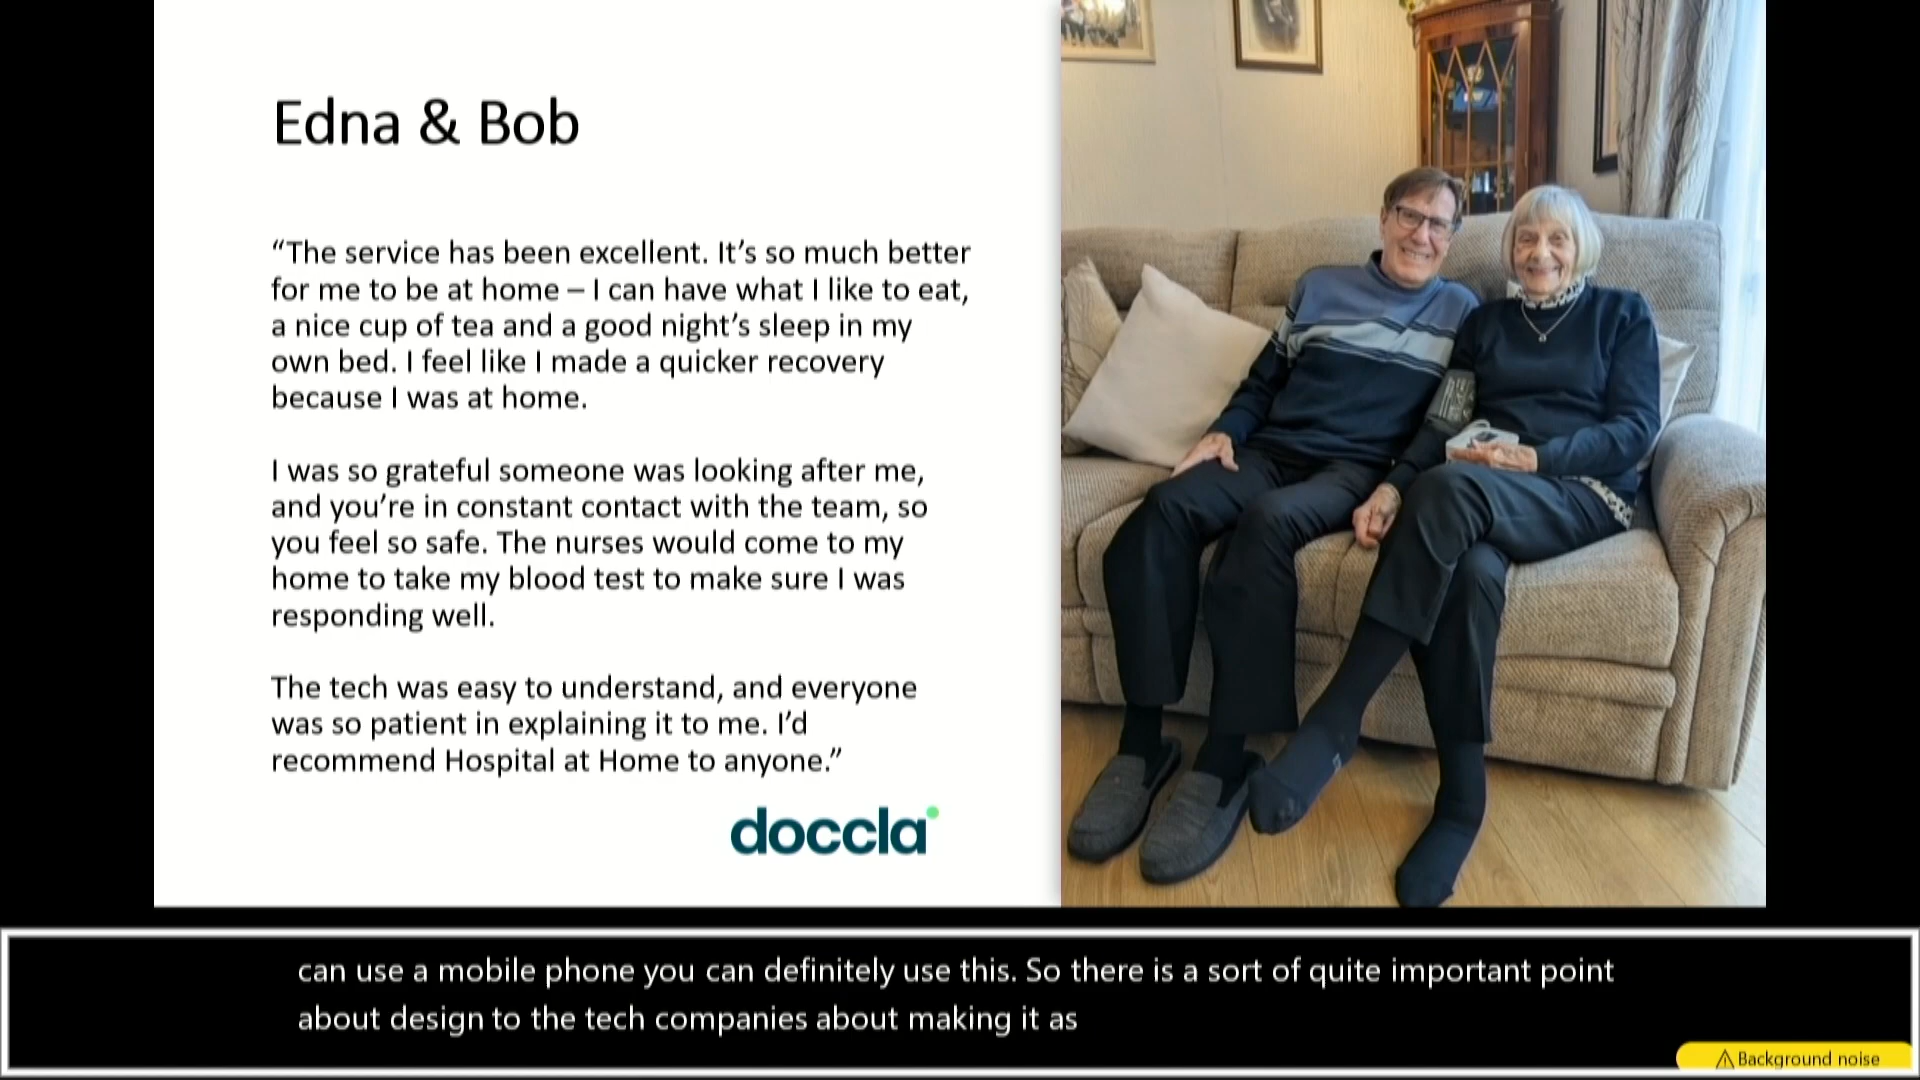 Edna & Bob
“The service has been excellent. It’s so much better
for me to be at home – I can have what I like to eat,
a nice cup of tea and a good night’s sleep in my
own bed. I feel like I made a quicker recovery
because I was at home.
I was so grateful someone was looking after me,
and you’re in constant contact with the team, so
you feel so safe. The nurses would come to my
home to take my blood test to make sure I was
responding well.
The tech was easy to understand, and everyone
was so patient in explaining it to me. I’d
recommend Hospital at Home to anyone.”
doccla
can use a mobile phone you can definitely use this. So there is a sort of quite important point
about design to the tech companies about making it as
Background noise